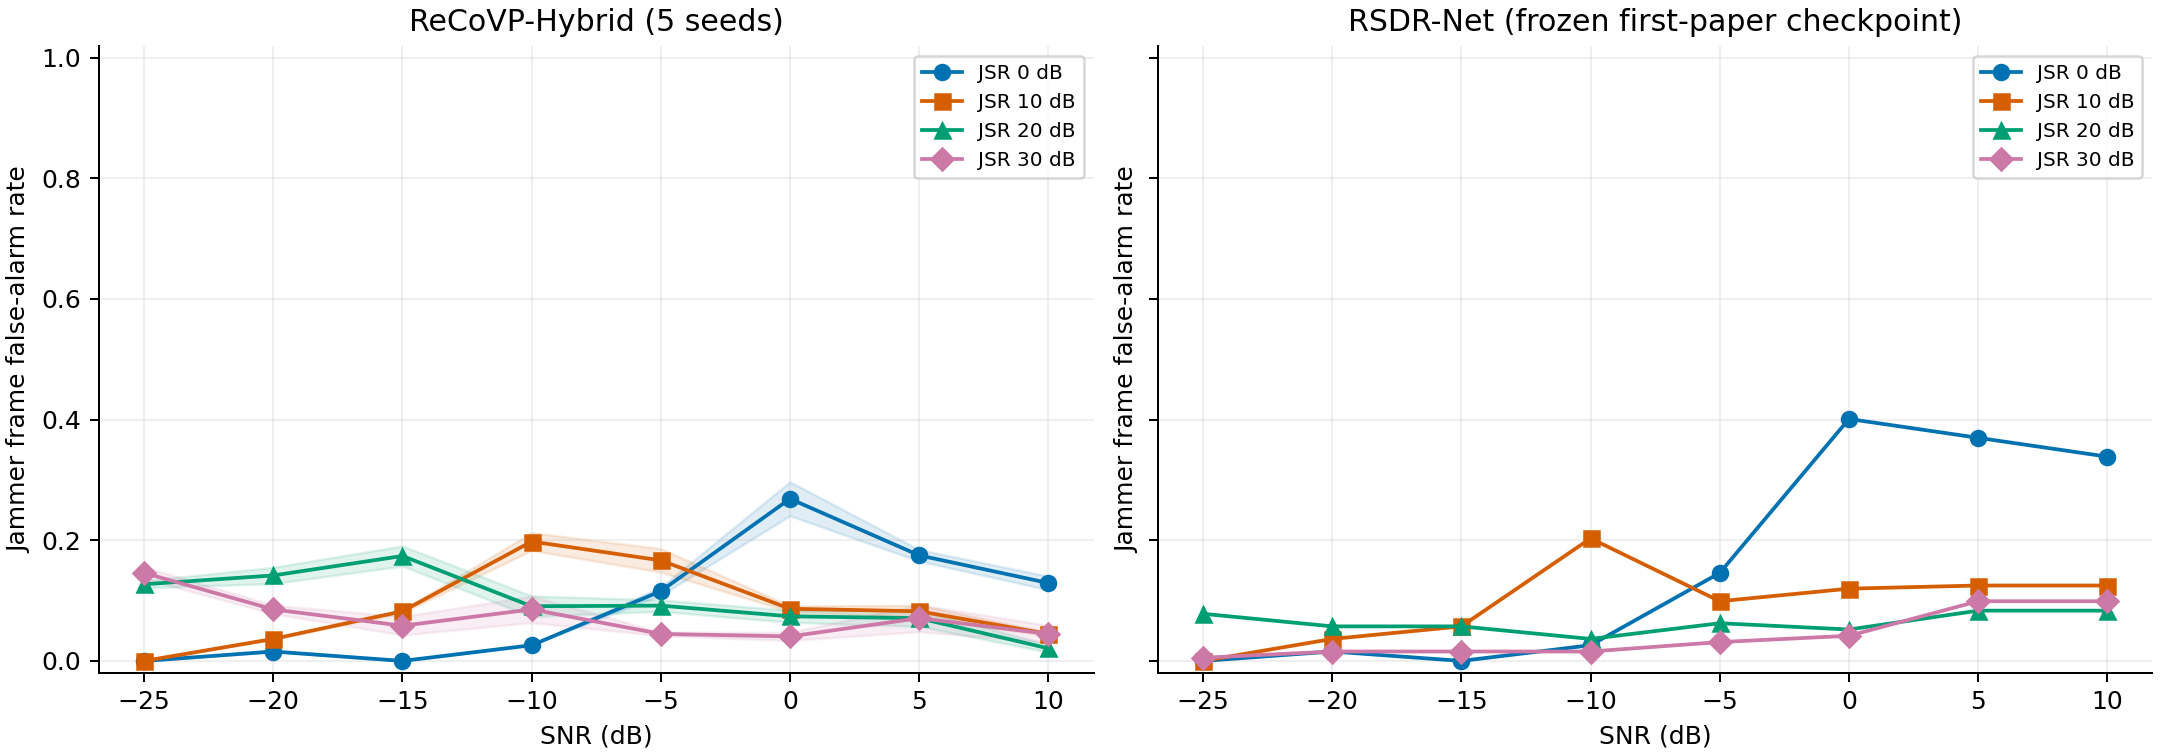 ReCoVP-Hybrid (5 seeds)
Jammer frame false-alarm rate
1.0
0.8
0.6
0.4
0.2
0.0
JSR 0 dB
JSR 10 dB
JSR 20 dB
JSR 30 dB
−25 −20 −15 −10 −5 0 5 10
SNR (dB)
RSDR-Net (frozen first-paper checkpoint)
Jammer frame false-alarm rate
JSR 0 dB
JSR 10 dB
JSR 20 dB
JSR 30 dB
−25 −20 −15 −10 −5 0 5 10
SNR (dB)